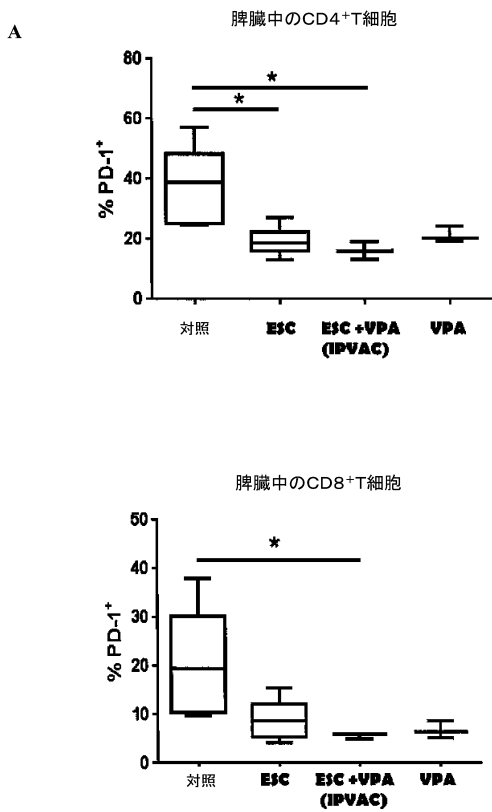 A
脾臓中のCD4⁺T細胞
% PD-1⁺
80
60
40
20
0
*
*
対照
ESC
ESC +VPA
(IPVAC)
VPA
脾臓中のCD8⁺T細胞
% PD-1⁺
50
40
30
20
10
0
*
対照
ESC
ESC +VPA
(IPVAC)
VPA